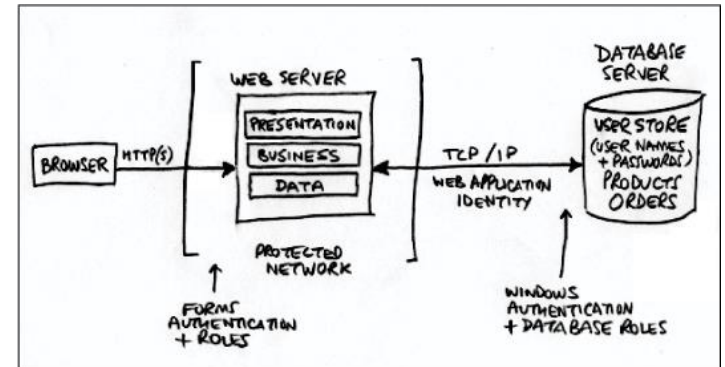 BROWSER
HTTP(S)
WEB SERVER
PRESENTATION
BUSINESS
DATA
PROTECTED
NETWORK
FORMS
AUTHENTICATION
+ ROLES
TCP/IP
WEB APPLICATION
IDENTITY
DATABASE
SERVER
USER STORE
(USER NAMES
+ PASSWORDS)
PRODUCTS
ORDERS
WINDOWS
AUTHENTICATION
+ DATABASE ROLES